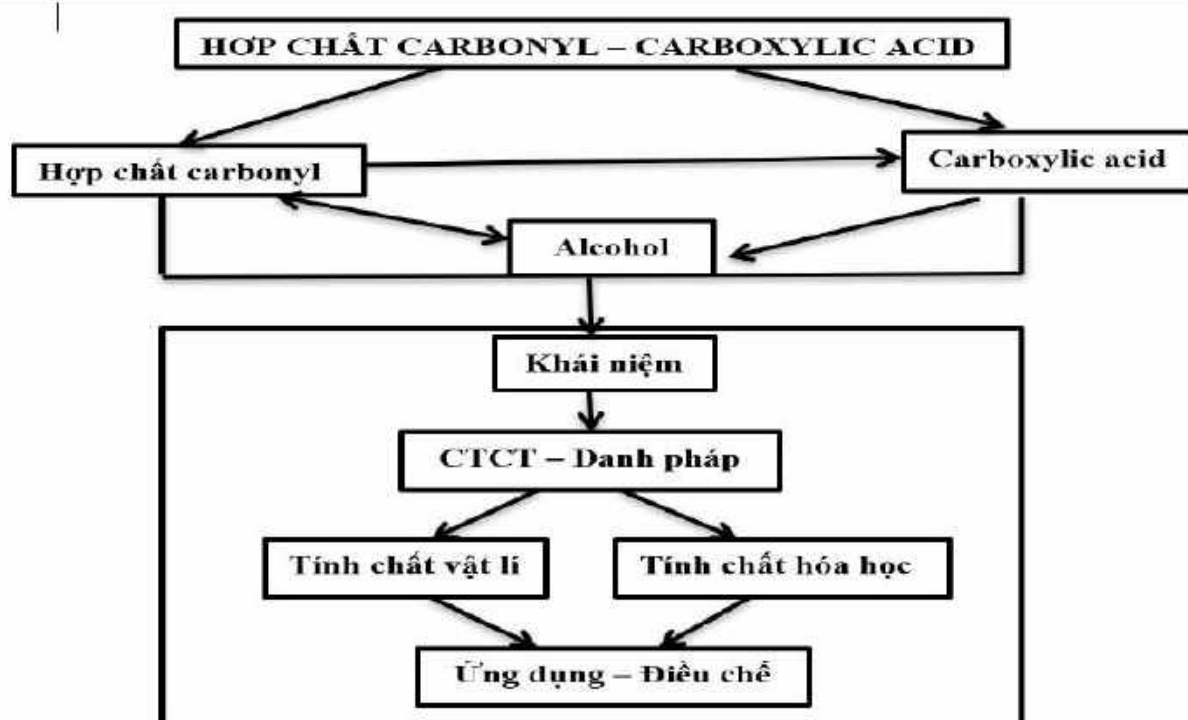 HƠP CHẤT CARBONYL – CARBOXYLIC ACID
Hợp chất carbonyl
Carboxylic acid
Alcohol
Khái niệm
CTCT – Danh pháp
Tính chất vật lí
Tính chất hóa học
Ứng dụng – Điều chế